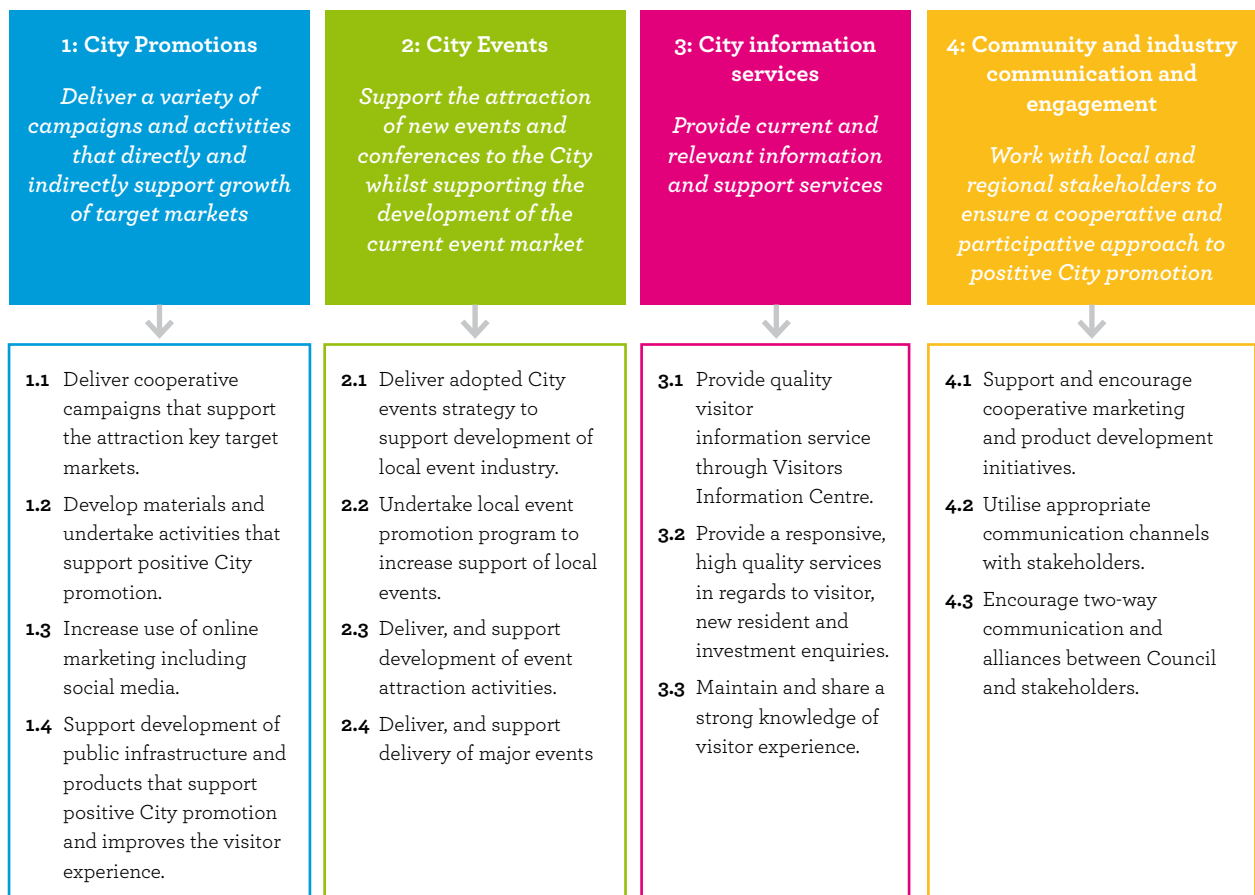 1: City Promotions
Deliver a variety of
campaigns and activities
that directly and
indirectly support growth
of target markets
1.1 Deliver cooperative
campaigns that support
the attraction key target
markets.
1.2 Develop materials and
undertake activities that
support positive City
promotion.
1.3 Increase use of online
marketing including
social media.
1.4 Support development of
public infrastructure and
products that support
positive City promotion
and improves the visitor
experience.
2: City Events
Support the attraction
of new events and
conferences to the City
whilst supporting the
development of the
current event market
2.1 Deliver adopted City
events strategy to
support development of
local event industry.
2.2 Undertake local event
promotion program to
increase support of local
events.
2.3 Deliver, and support
development of event
attraction activities.
2.4 Deliver, and support
delivery of major events
3: City information
services
Provide current and
relevant information
and support services
3.1 Provide quality
visitor
information service
through Visitors
Information Centre.
3.2 Provide a responsive,
high quality services
in regards to visitor,
new resident and
investment enquiries.
3.3 Maintain and share a
strong knowledge of
visitor experience.
4: Community and industry
communication and
engagement
Work with local and
regional stakeholders to
ensure a cooperative and
participative approach to
positive City promotion
4.1 Support and encourage
cooperative marketing
and product development
initiatives.
4.2 Utilise appropriate
communication channels
with stakeholders.
4.3 Encourage two-way
communication and
alliances between Council
and stakeholders.